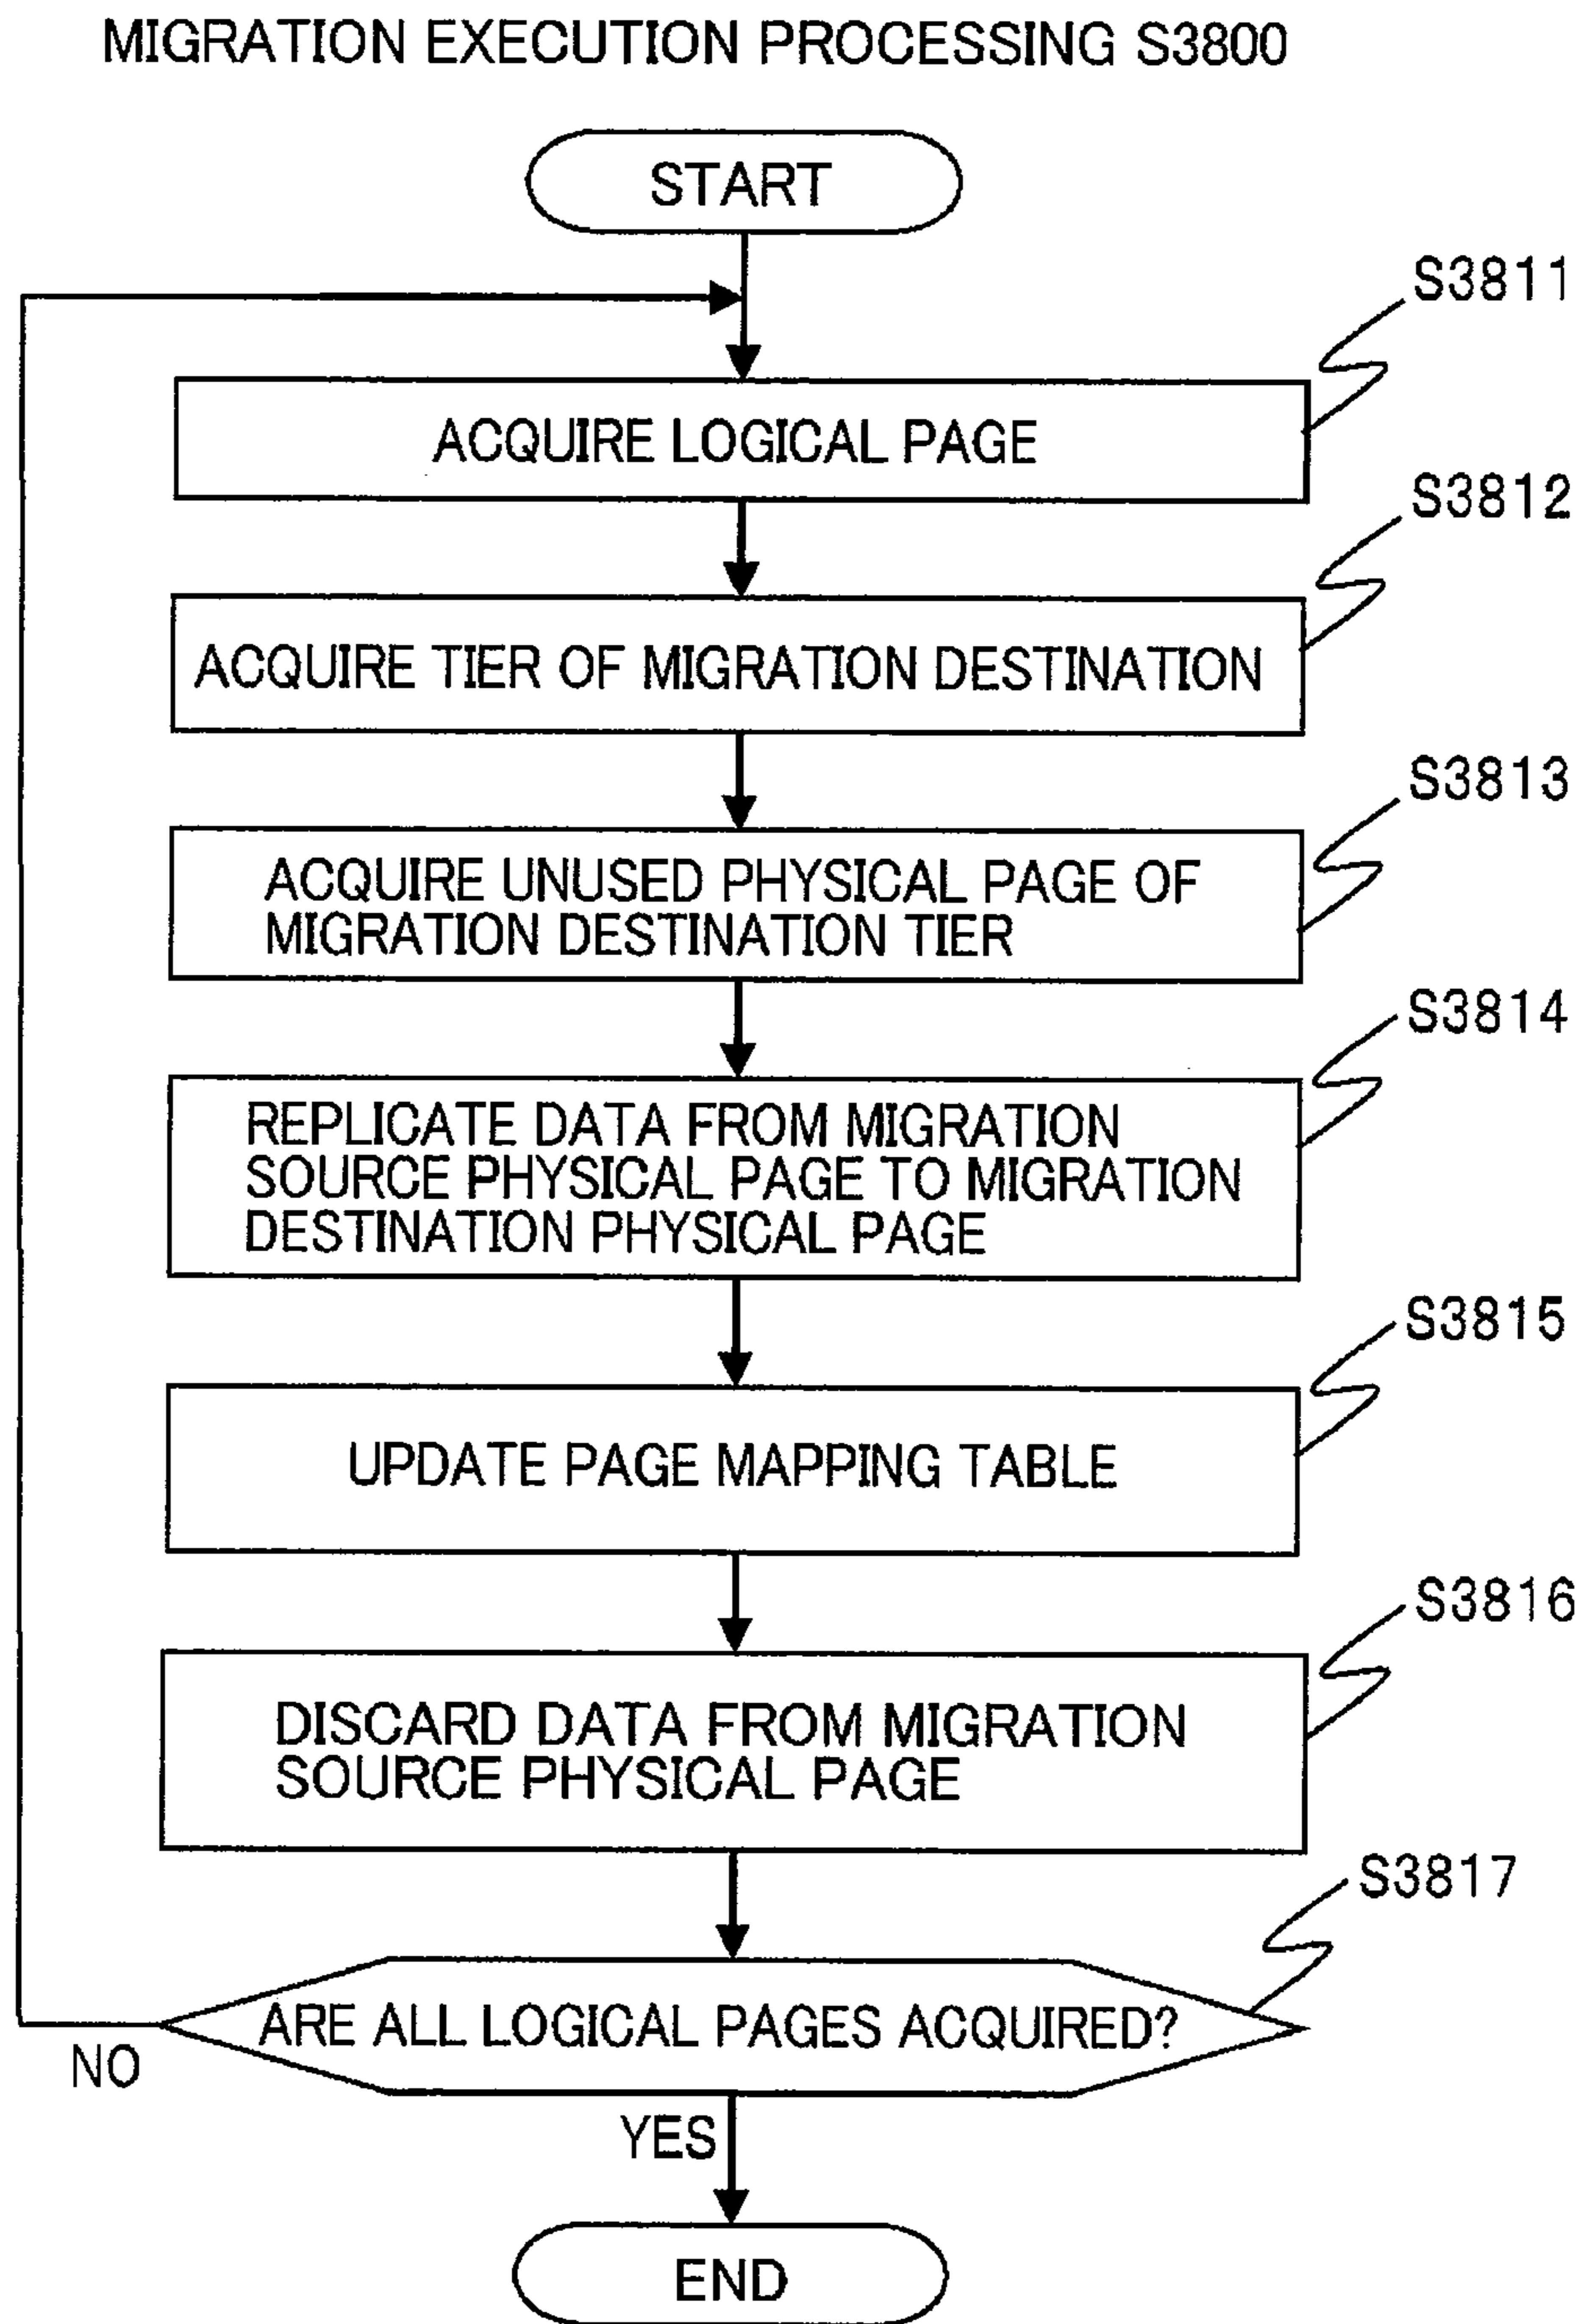 MIGRATION EXECUTION PROCESSING S3800
START
S3811
ACQUIRE LOGICAL PAGE
S3812
ACQUIRE TIER OF MIGRATION DESTINATION
S3813
ACQUIRE UNUSED PHYSICAL PAGE OF
MIGRATION DESTINATION TIER
S3814
REPLICATE DATA FROM MIGRATION
SOURCE PHYSICAL PAGE TO MIGRATION
DESTINATION PHYSICAL PAGE
S3815
UPDATE PAGE MAPPING TABLE
S3816
DISCARD DATA FROM MIGRATION
SOURCE PHYSICAL PAGE
S3817
ARE ALL LOGICAL PAGES ACQUIRED?
NO
YES
END